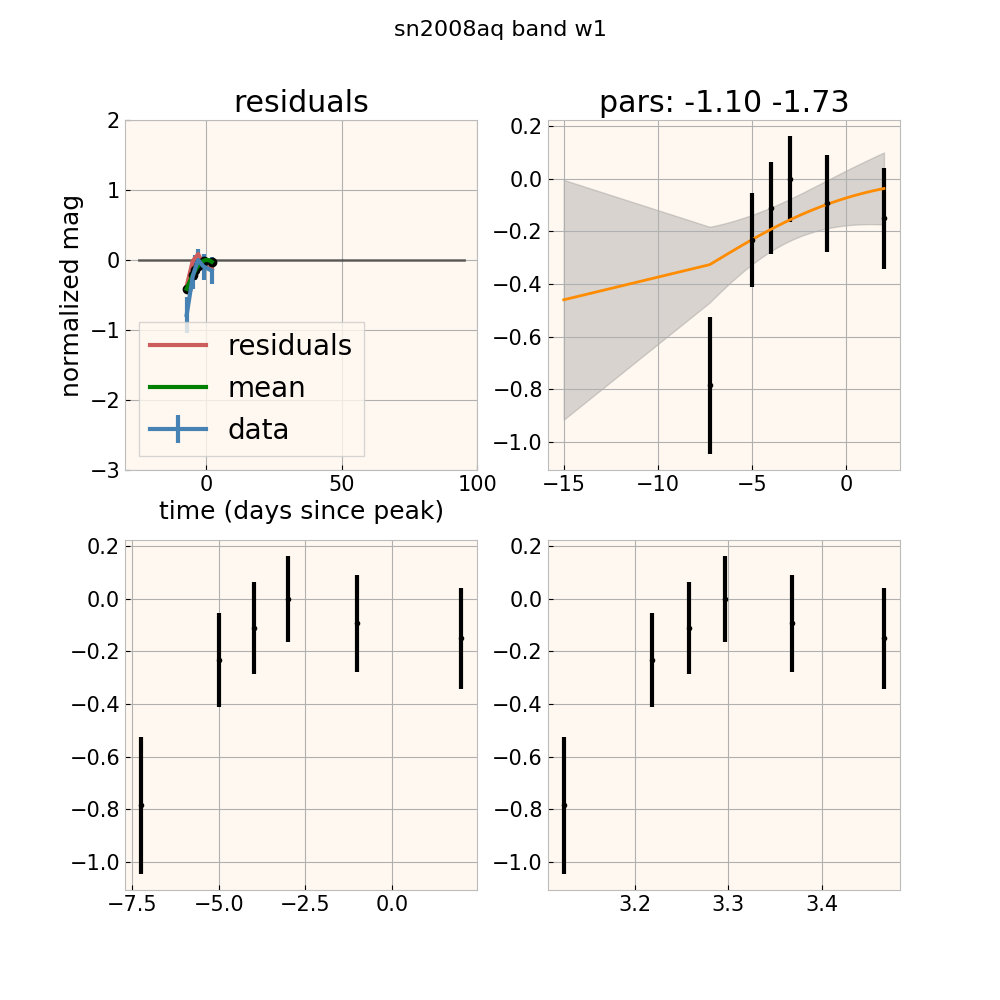 sn2008aq band w1
residuals
pars: -1.10 -1.73
normalized mag
2
1
0
−1
−2
−3
residuals
mean
data
0 50 100
time (days since peak)
0.2
0.0
−0.2
−0.4
−0.6
−0.8
−1.0
−15 −10 −5 0
0.2
0.0
−0.2
−0.4
−0.6
−0.8
−1.0
−7.5 −5.0 −2.5 0.0
0.2
0.0
−0.2
−0.4
−0.6
−0.8
−1.0
3.2 3.3 3.4